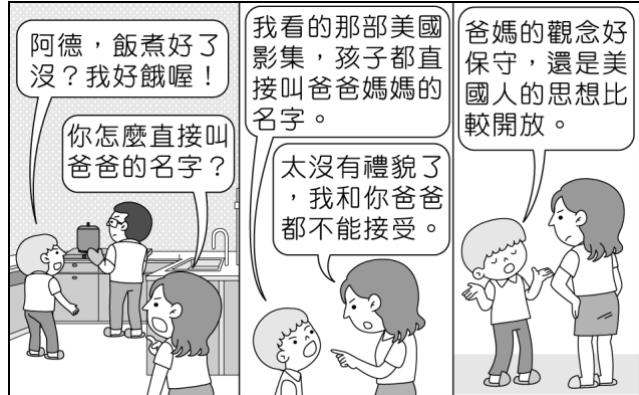 阿德，飯煮好了
沒？我好餓喔！
你怎麼直接叫
爸爸的名字？
我看的那部美國
影集，孩子都直
接叫爸爸媽媽的
名字。
太沒有禮貌了
，我和你爸爸
都不能接受。
爸媽的觀念好
保守，還是美
國人的思想比
較開放。